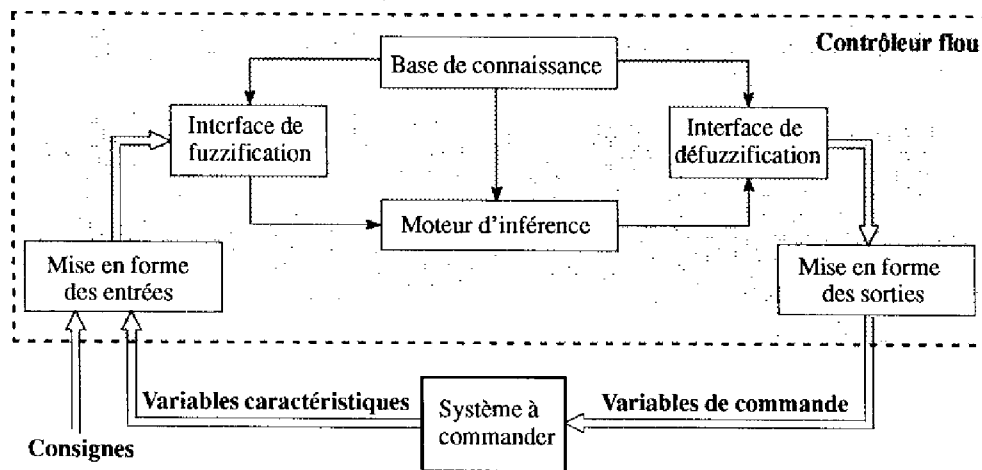 Contrôleur flou
Base de connaissance
Interface de
fuzzification
Interface de
défuzzification
Moteur d'inférence
Mise en forme
des entrées
Mise en forme
des sorties
Variables caractéristiques
Système à
commander
Variables de commande
Consignes